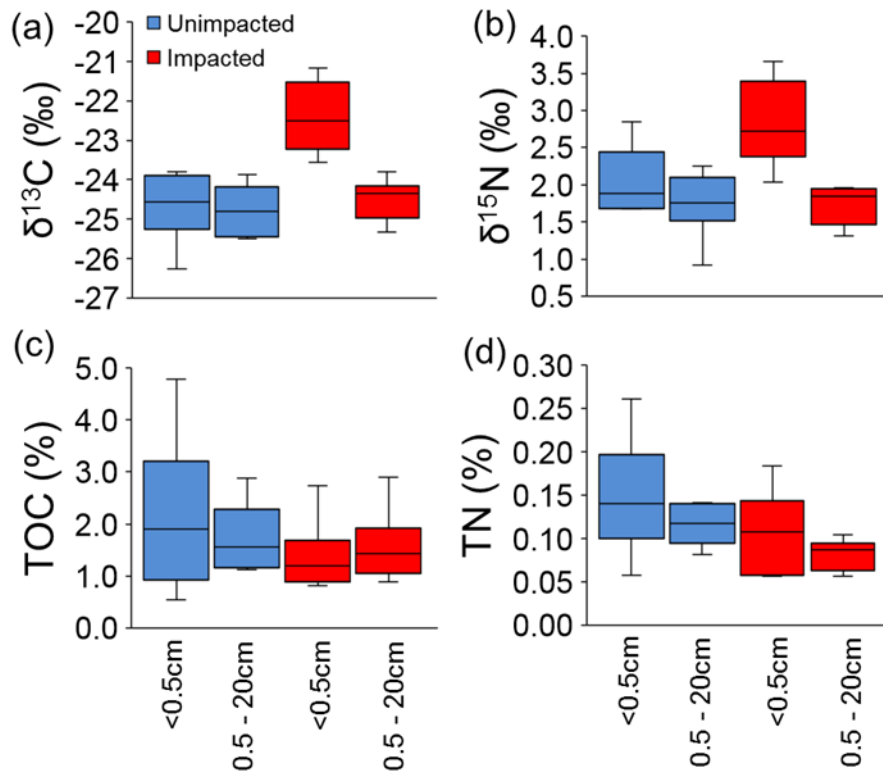 (a)
Unimpacted
Impacted
δ13C (‰)
-20
-21
-22
-23
-24
-25
-26
-27
(b)
δ15N (‰)
4.0
3.5
3.0
2.5
2.0
1.5
1.0
0.5
(c)
TOC (%)
5.0
4.0
3.0
2.0
1.0
0.0
<0.5cm
0.5 - 20cm
<0.5cm
0.5 - 20cm
(d)
TN (%)
0.30
0.25
0.20
0.15
0.10
0.05
0.00
<0.5cm
0.5 - 20cm
<0.5cm
0.5 - 20cm